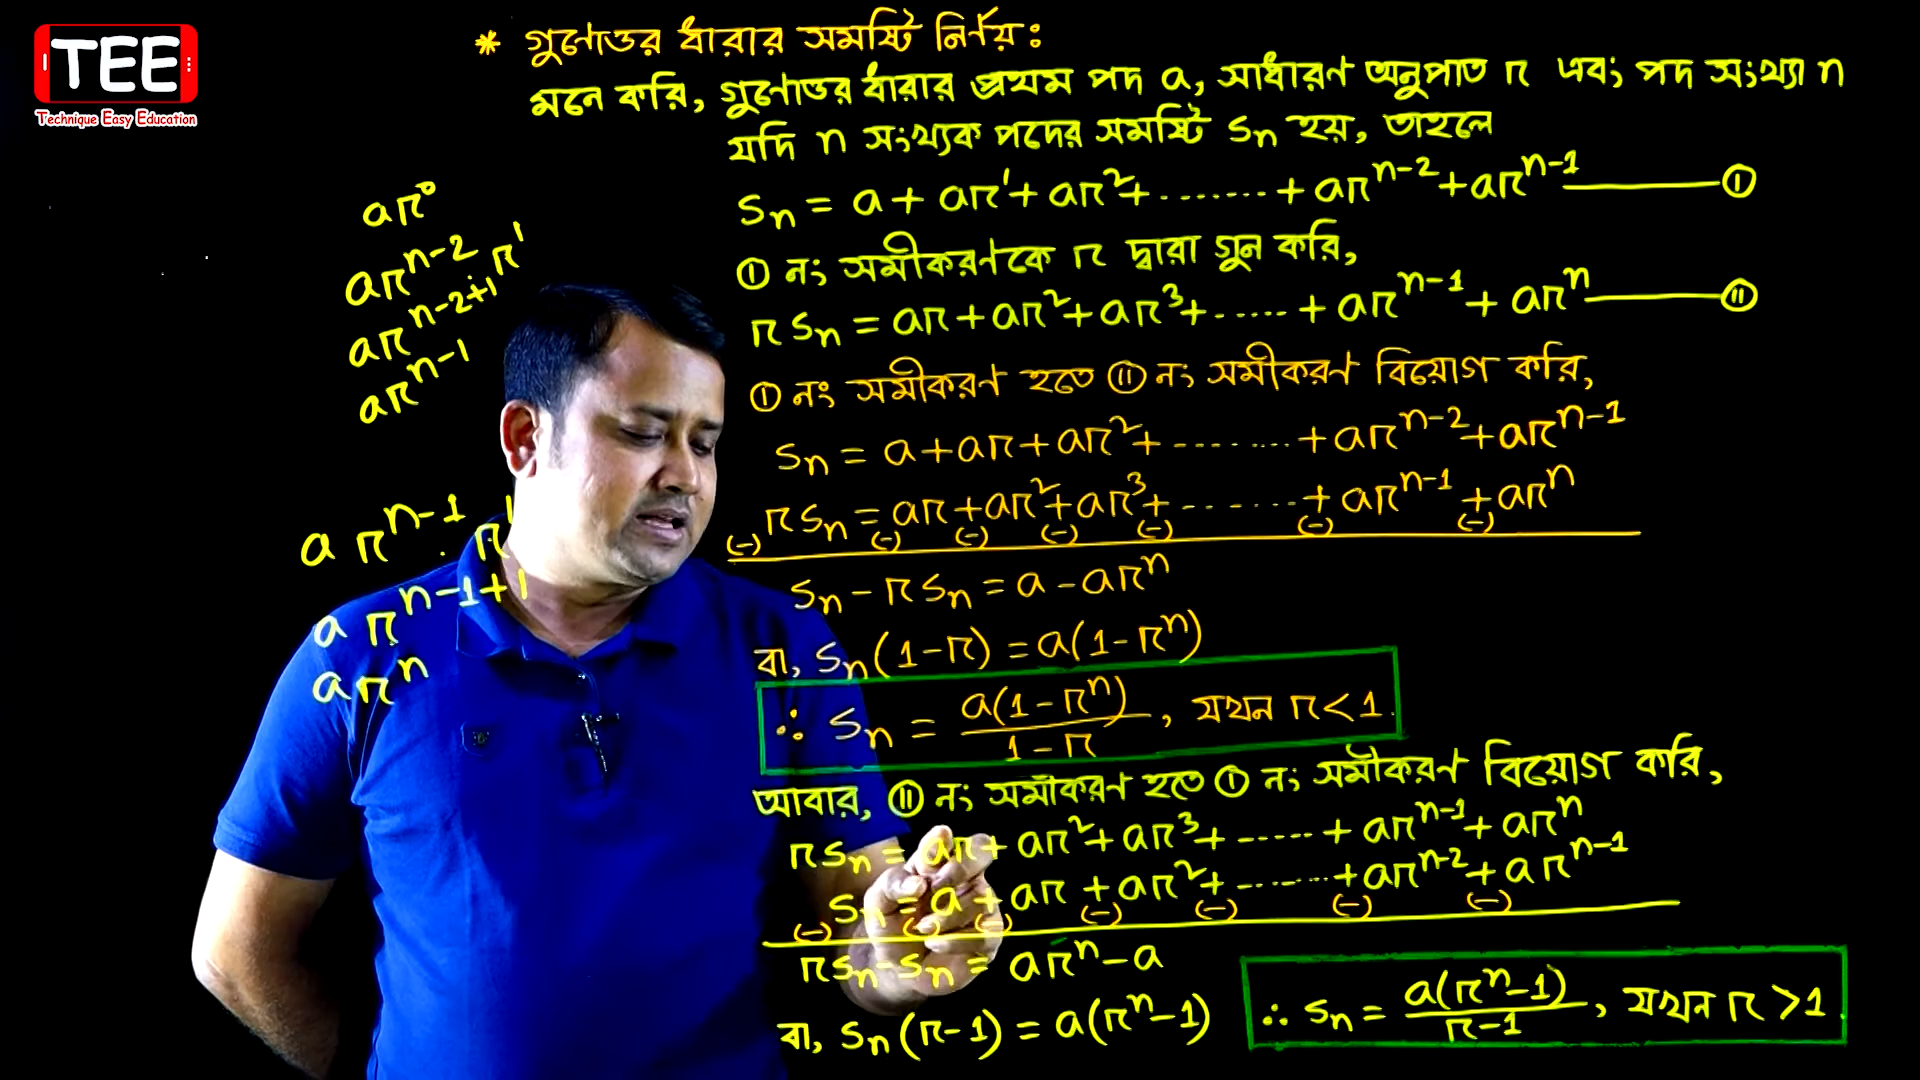 TEE
Technique Easy Education
* গুণোত্তর ধারার সমষ্টি নির্ণয়:
মনে করি, গুণোত্তর ধারার প্রথম পদ a, সাধারণ অনুপাত r এবং পদ সংখ্যা n
যদি n সংখ্যক পদের সমষ্টি Sₙ হয়, তাহলে
Sₙ = a + ar¹ + ar² + ........ + arⁿ⁻² + arⁿ⁻¹ ——— ①
① নং সমীকরণকে r দ্বারা গুন করি,
rSₙ = ar + ar² + ar³ + ...... + arⁿ⁻¹ + arⁿ ——— ⑪
① নং সমীকরণ হতে ⑪ নং সমীকরণ বিয়োগ করি,
Sₙ = a + ar + ar² + ........ + arⁿ⁻² + arⁿ⁻¹
rSₙ = ar + ar² + ar³ + ........ + arⁿ⁻¹ + arⁿ
(-) (-) (-) (-) (-) (-) (-)
Sₙ - rSₙ = a - arⁿ
বা, Sₙ(1-r) = a(1-rⁿ)
∴ Sₙ = a(1-rⁿ)/1-r, যখন r<1.
আবার, ⑪ নং সমীকরণ হতে ① নং সমীকরণ বিয়োগ করি,
rSₙ = ar + ar² + ar³ + ...... + arⁿ⁻¹ + arⁿ
Sₙ = a + ar + ar² + ...... + arⁿ⁻² + arⁿ⁻¹
(-) (-) (-) (-) (-) (-) (-)
rSₙ - Sₙ = arⁿ - a
বা, Sₙ(r-1) = a(rⁿ-1)
∴ Sₙ = a(rⁿ-1)/r-1, যখন r>1.
ar⁰
arⁿ⁻² r¹
arⁿ⁻²⁺¹
arⁿ⁻¹
a rⁿ⁻¹ . r¹
a rⁿ⁻¹⁺¹
arⁿ